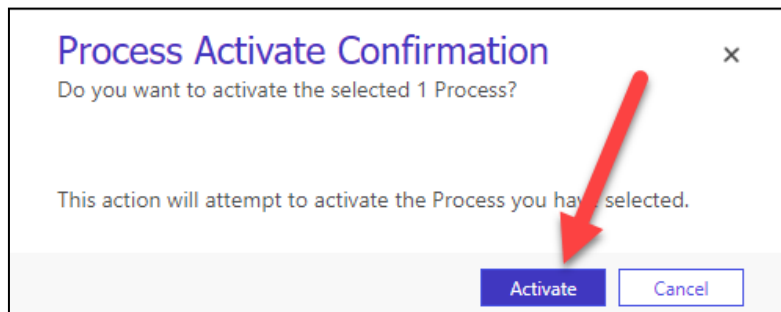 Process Activate Confirmation
Do you want to activate the selected 1 Process?
This action will attempt to activate the Process you have selected.
Activate
Cancel